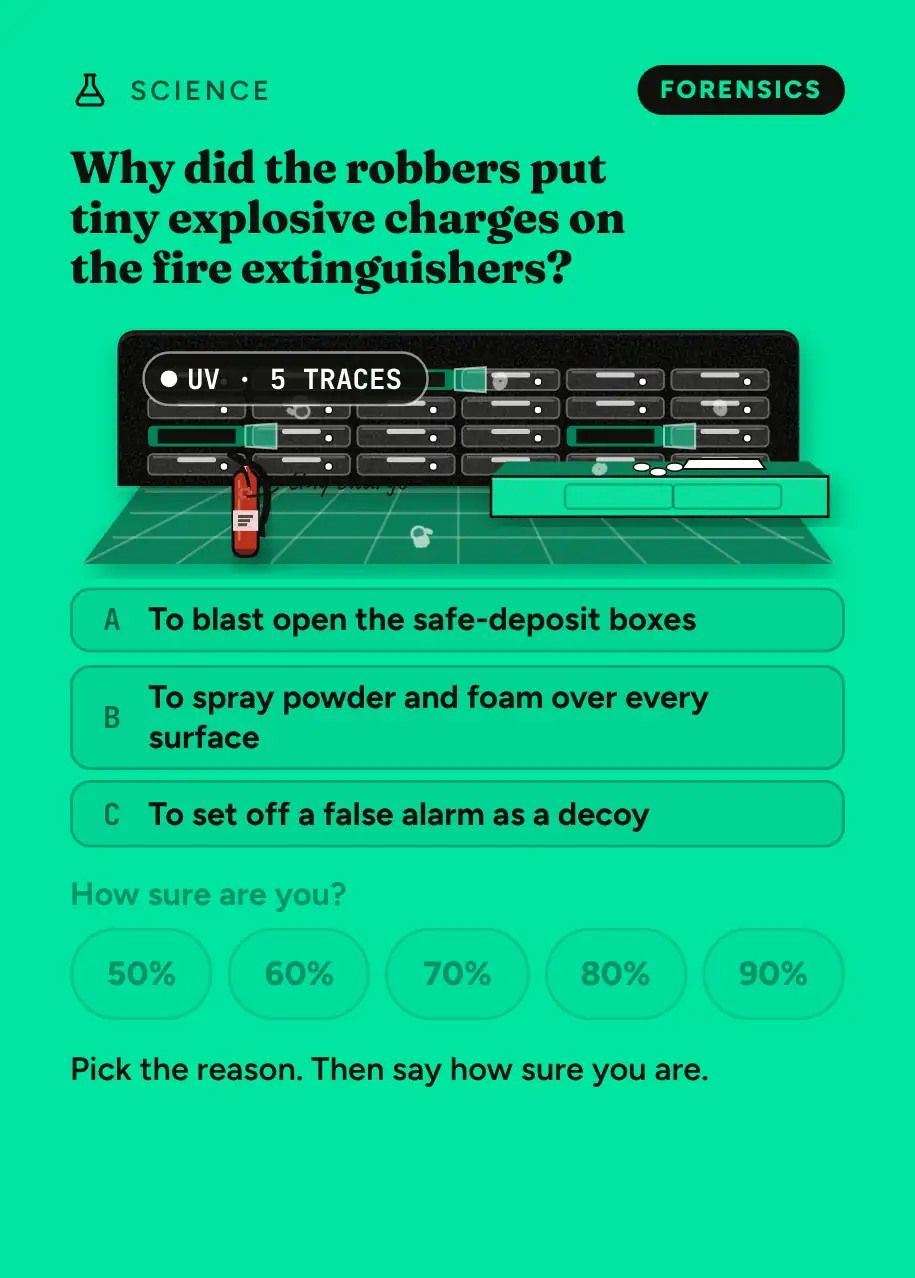 SCIENCE
FORENSICS
Why did the robbers put
tiny explosive charges on
the fire extinguishers?
UV · 5 TRACES
A To blast open the safe-deposit boxes
B To spray powder and foam over every
surface
C To set off a false alarm as a decoy
How sure are you?
50% 60% 70% 80% 90%
Pick the reason. Then say how sure you are.